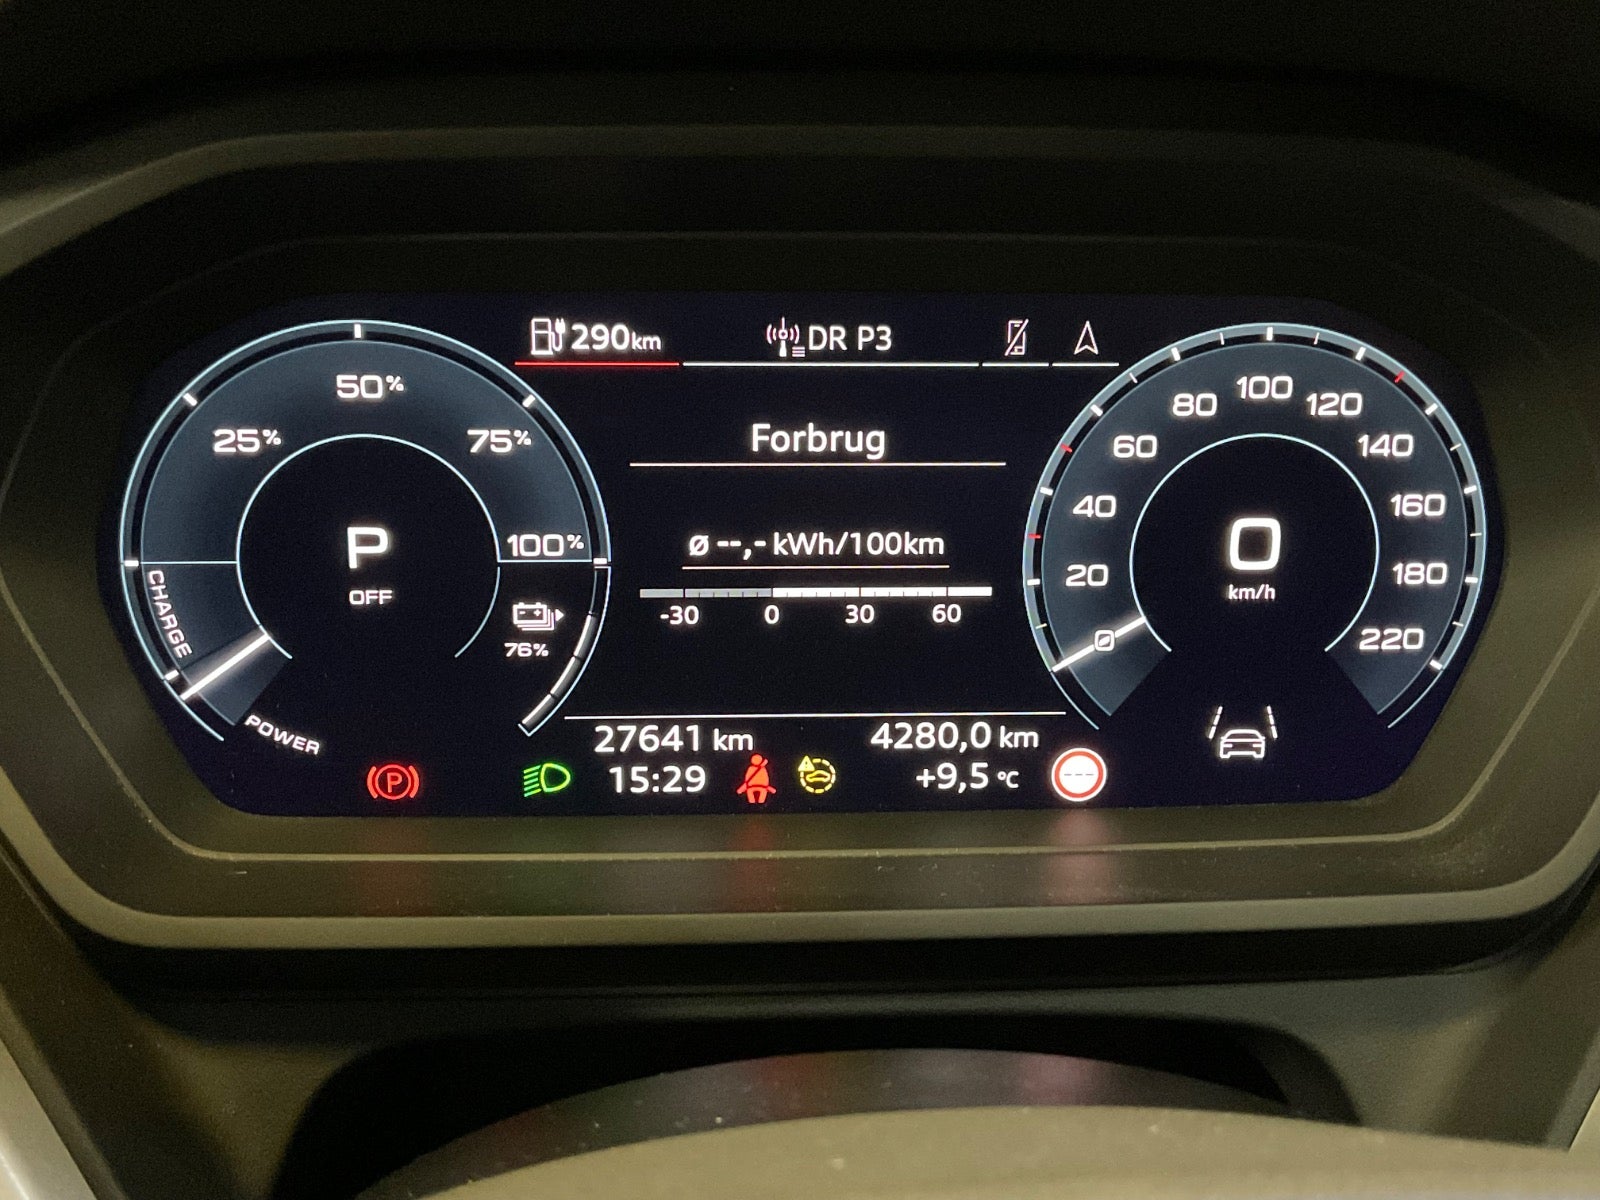 290km
DR P3
50%
25%
75%
100%
CHARGE
POWER
P
OFF
76%
Forbrug
ø --,- kWh/100km
-30 0 30 60
27641 km
15:29
4280,0 km
+9,5 °C
P
---
0
20
40
60
80
100
120
140
160
180
220
0
km/h